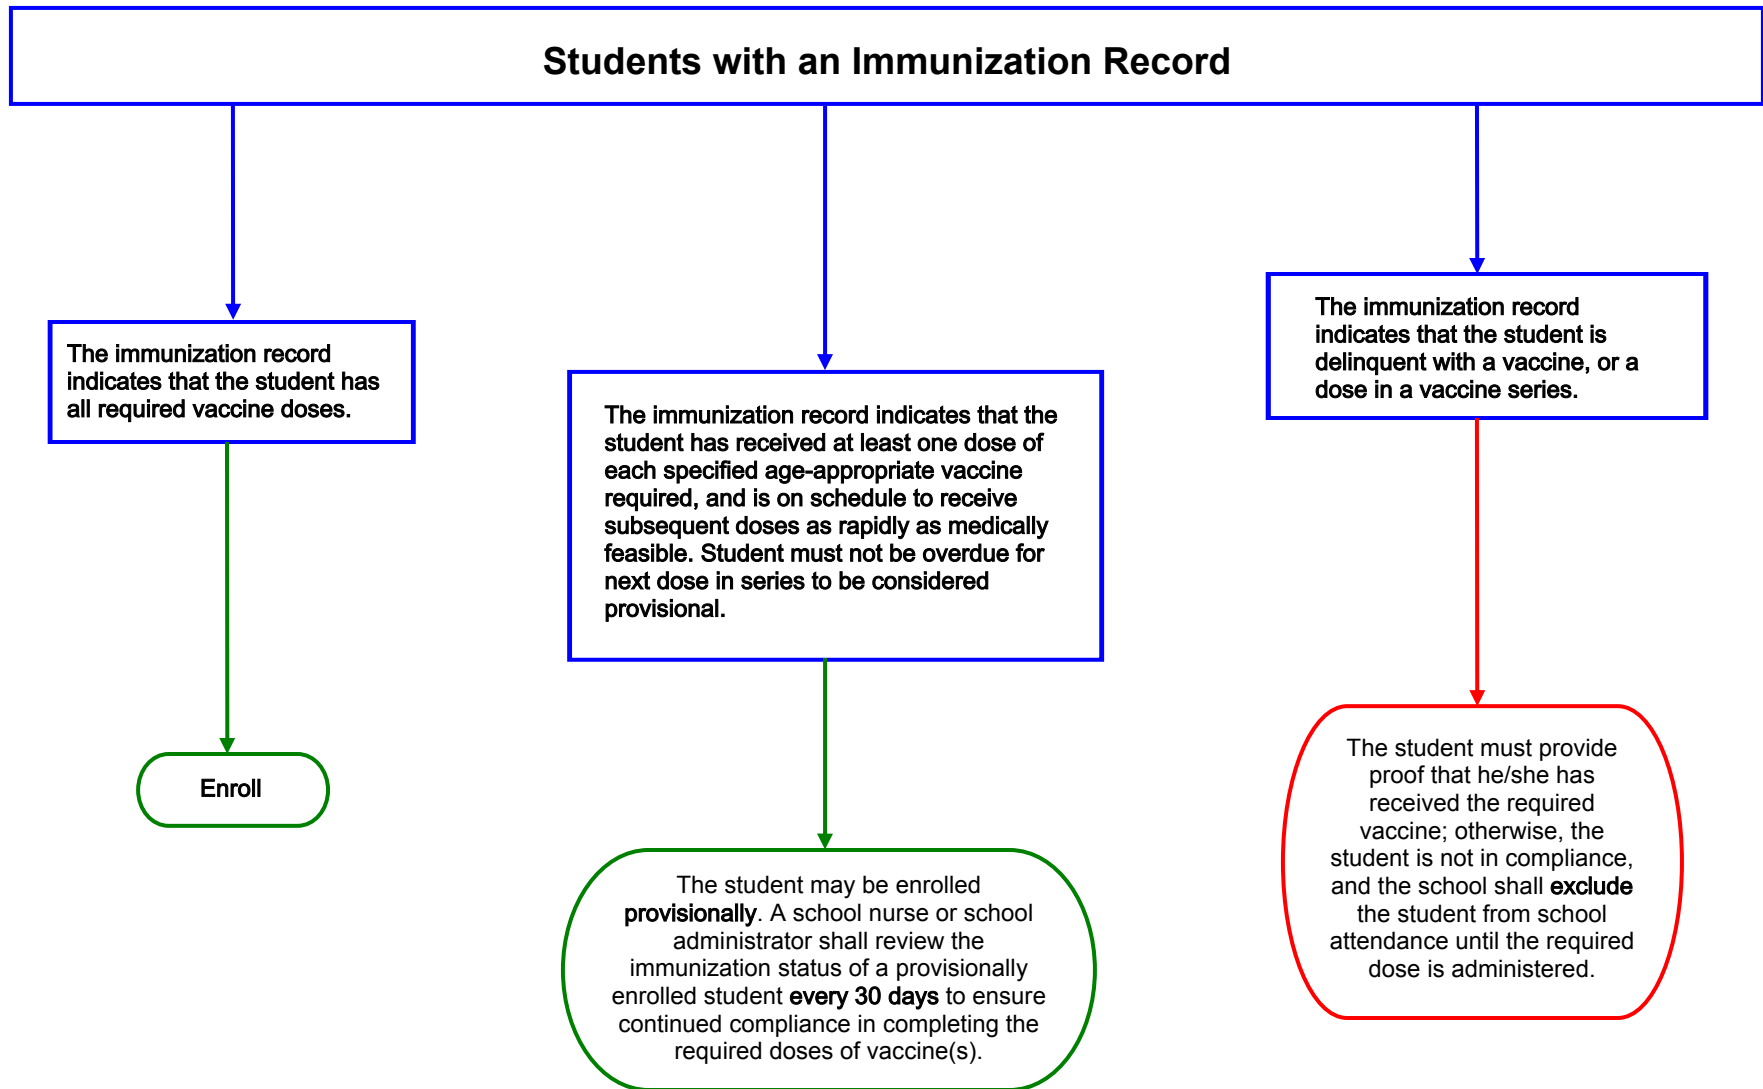 Students with an Immunization Record
The immunization record
indicates that the student has
all required vaccine doses.
Enroll
The immunization record indicates that the
student has received at least one dose of
each specified age-appropriate vaccine
required, and is on schedule to receive
subsequent doses as rapidly as medically
feasible. Student must not be overdue for
next dose in series to be considered
provisional.
The student may be enrolled
provisionally. A school nurse or school
administrator shall review the
immunization status of a provisionally
enrolled student every 30 days to ensure
continued compliance in completing the
required doses of vaccine(s).
The immunization record
indicates that the student is
delinquent with a vaccine, or a
dose in a vaccine series.
The student must provide
proof that he/she has
received the required
vaccine; otherwise, the
student is not in compliance,
and the school shall exclude
the student from school
attendance until the required
dose is administered.